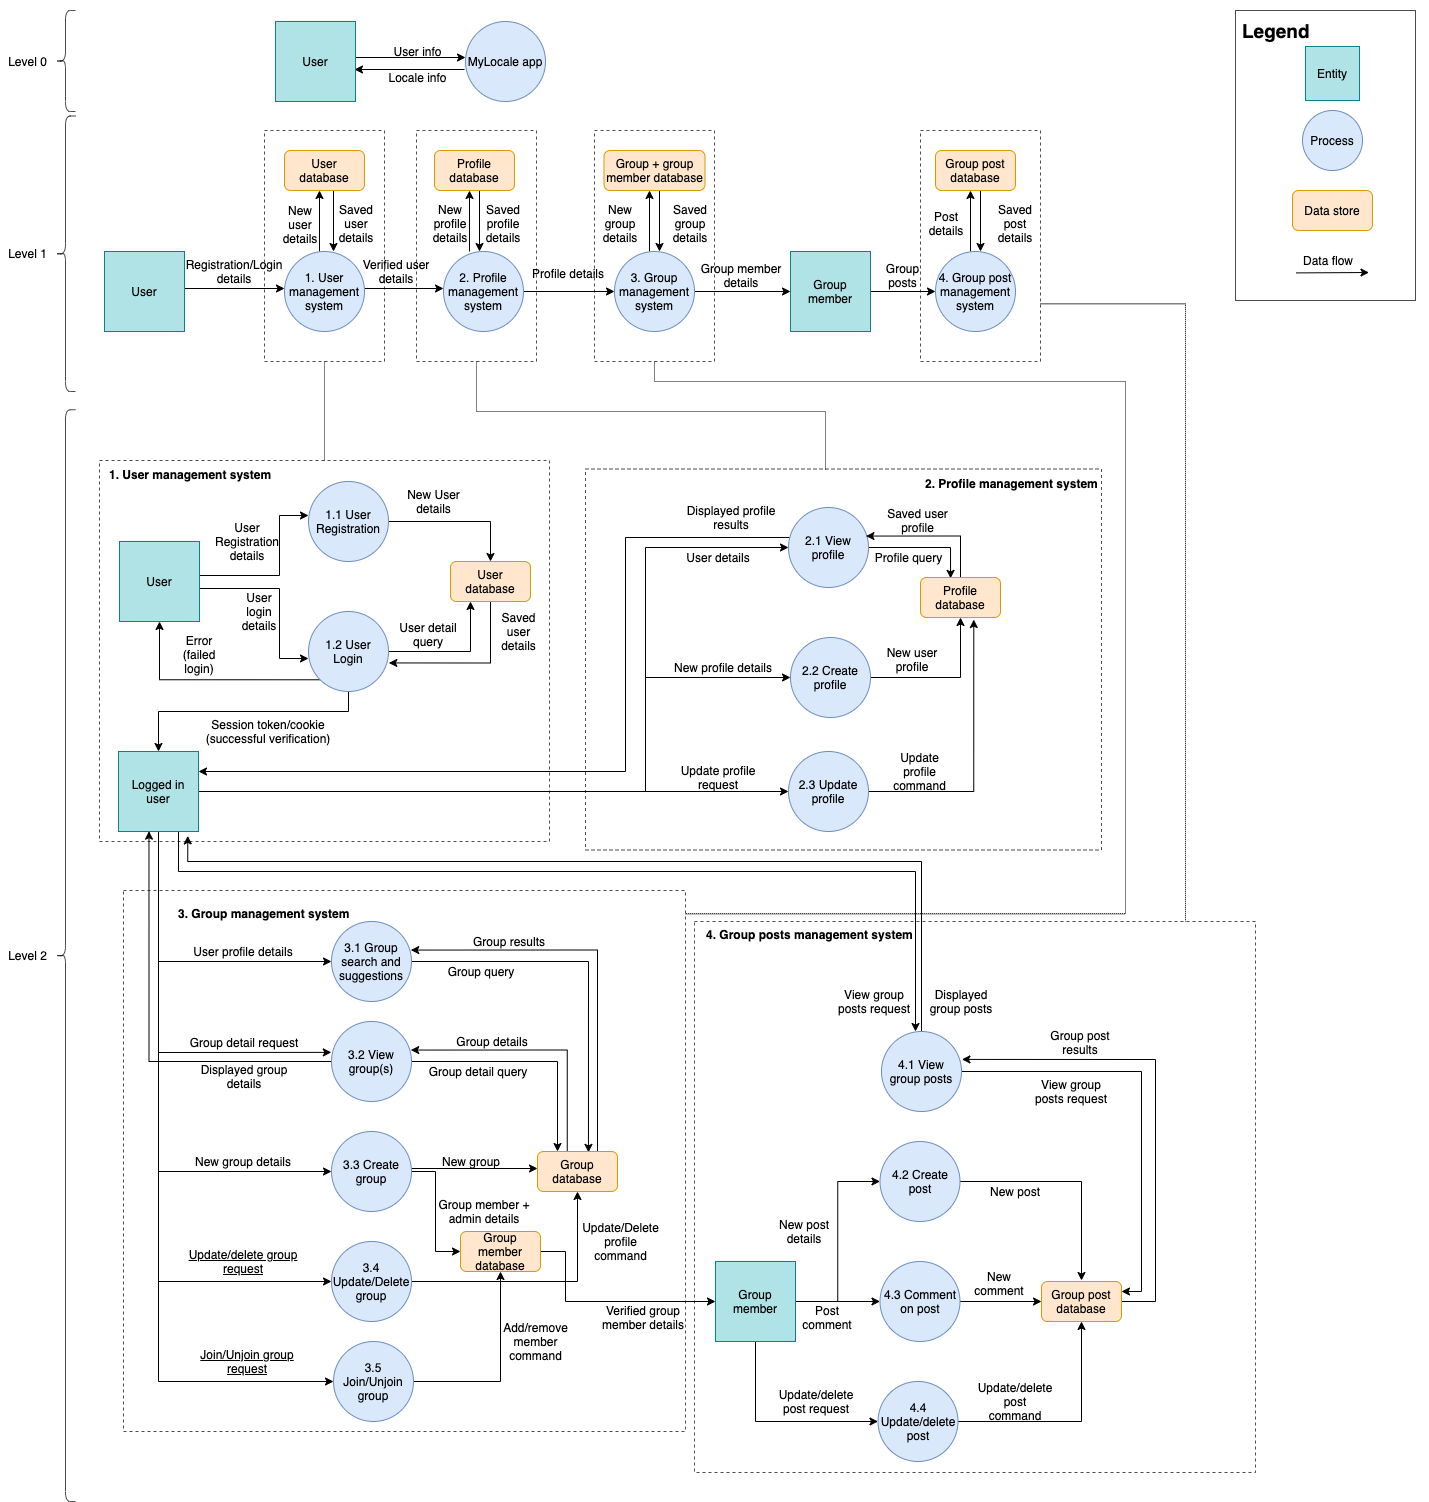 Level 0
User
User info
Locale info
MyLocale app
Legend
Entity
Process
Data store
Data flow
Level 1
User
database
New
user
details
Saved
user
details
Profile
database
New
profile
details
Saved
profile
details
Group + group
member database
New
group
details
Saved
group
details
Group post
database
Post
details
Saved
post
details
User
Registration/Login
details
1. User
management
system
Verified user
details
2. Profile
management
system
Profile details
3. Group
management
system
Group member
details
Group
member
Group
posts
4. Group post
management
system
Level 2
1. User management system
User
User
Registration
details
1.1 User
Registration
New User
details
User
database
User
login
details
Error
(failed
login)
1.2 User
Login
User detail
query
Saved
user
details
Session token/cookie
(successful verification)
Logged in
user
2. Profile management system
Displayed profile
results
User details
2.1 View
profile
Saved user
profile
Profile query
Profile
database
New profile details
2.2 Create
profile
New user
profile
Update profile
request
2.3 Update
profile
Update
profile
command
3. Group management system
User profile details
3.1 Group
search and
suggestions
Group results
Group query
Group detail request
Displayed group
details
3.2 View
group(s)
Group details
Group detail query
New group details
3.3 Create
group
New group
Group
database
Group member +
admin details
Group
member
database
Update/Delete
profile
command
Update/delete group
request
3.4
Update/Delete
group
Verified group
member details
Add/remove
member
command
Join/Unjoin group
request
3.5
Join/Unjoin
group
4. Group posts management system
View group
posts request
Displayed
group posts
4.1 View
group posts
Group post
results
View group
posts request
4.2 Create
post
New post
New post
details
Group
member
Post
comment
4.3 Comment
on post
New
comment
Group post
database
Update/delete
post request
4.4
Update/delete
post
Update/delete
post
command